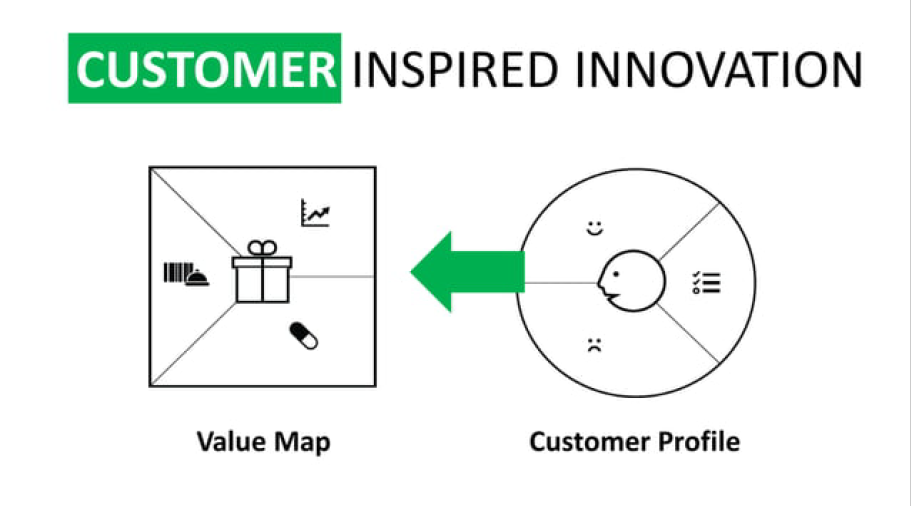 CUSTOMER INSPIRED INNOVATION
Value Map
Customer Profile